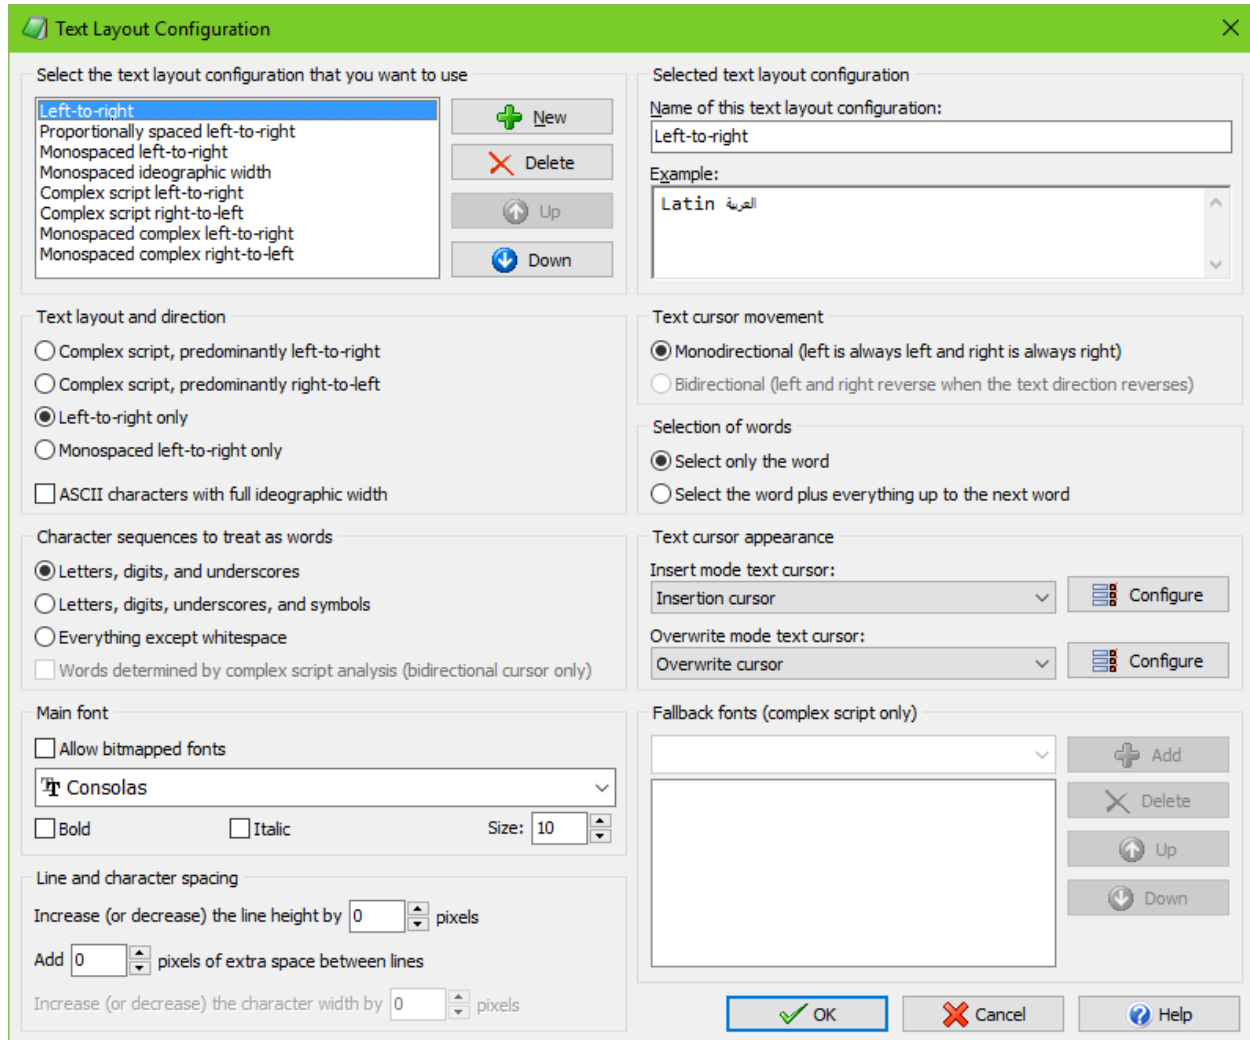 Text Layout Configuration
Select the text layout configuration that you want to use
Left-to-right
Proportionally spaced left-to-right
Monospaced left-to-right
Monospaced ideographic width
Complex script left-to-right
Complex script right-to-left
Monospaced complex left-to-right
Monospaced complex right-to-left
New
Delete
Up
Down
Selected text layout configuration
Name of this text layout configuration:
Left-to-right
Example:
Latin العربية
Text layout and direction
Complex script, predominantly left-to-right
Complex script, predominantly right-to-left
Left-to-right only
Monospaced left-to-right only
ASCII characters with full ideographic width
Text cursor movement
Monodirectional (left is always left and right is always right)
Bidirectional (left and right reverse when the text direction reverses)
Selection of words
Select only the word
Select the word plus everything up to the next word
Character sequences to treat as words
Letters, digits, and underscores
Letters, digits, underscores, and symbols
Everything except whitespace
Words determined by complex script analysis (bidirectional cursor only)
Text cursor appearance
Insert mode text cursor:
Insertion cursor
Configure
Overwrite mode text cursor:
Overwrite cursor
Configure
Main font
Allow bitmapped fonts
Consolas
Bold Italic Size: 10
Fallback fonts (complex script only)
Add
Delete
Up
Down
Line and character spacing
Increase (or decrease) the line height by 0 pixels
Add 0 pixels of extra space between lines
Increase (or decrease) the character width by 0 pixels
OK Cancel Help